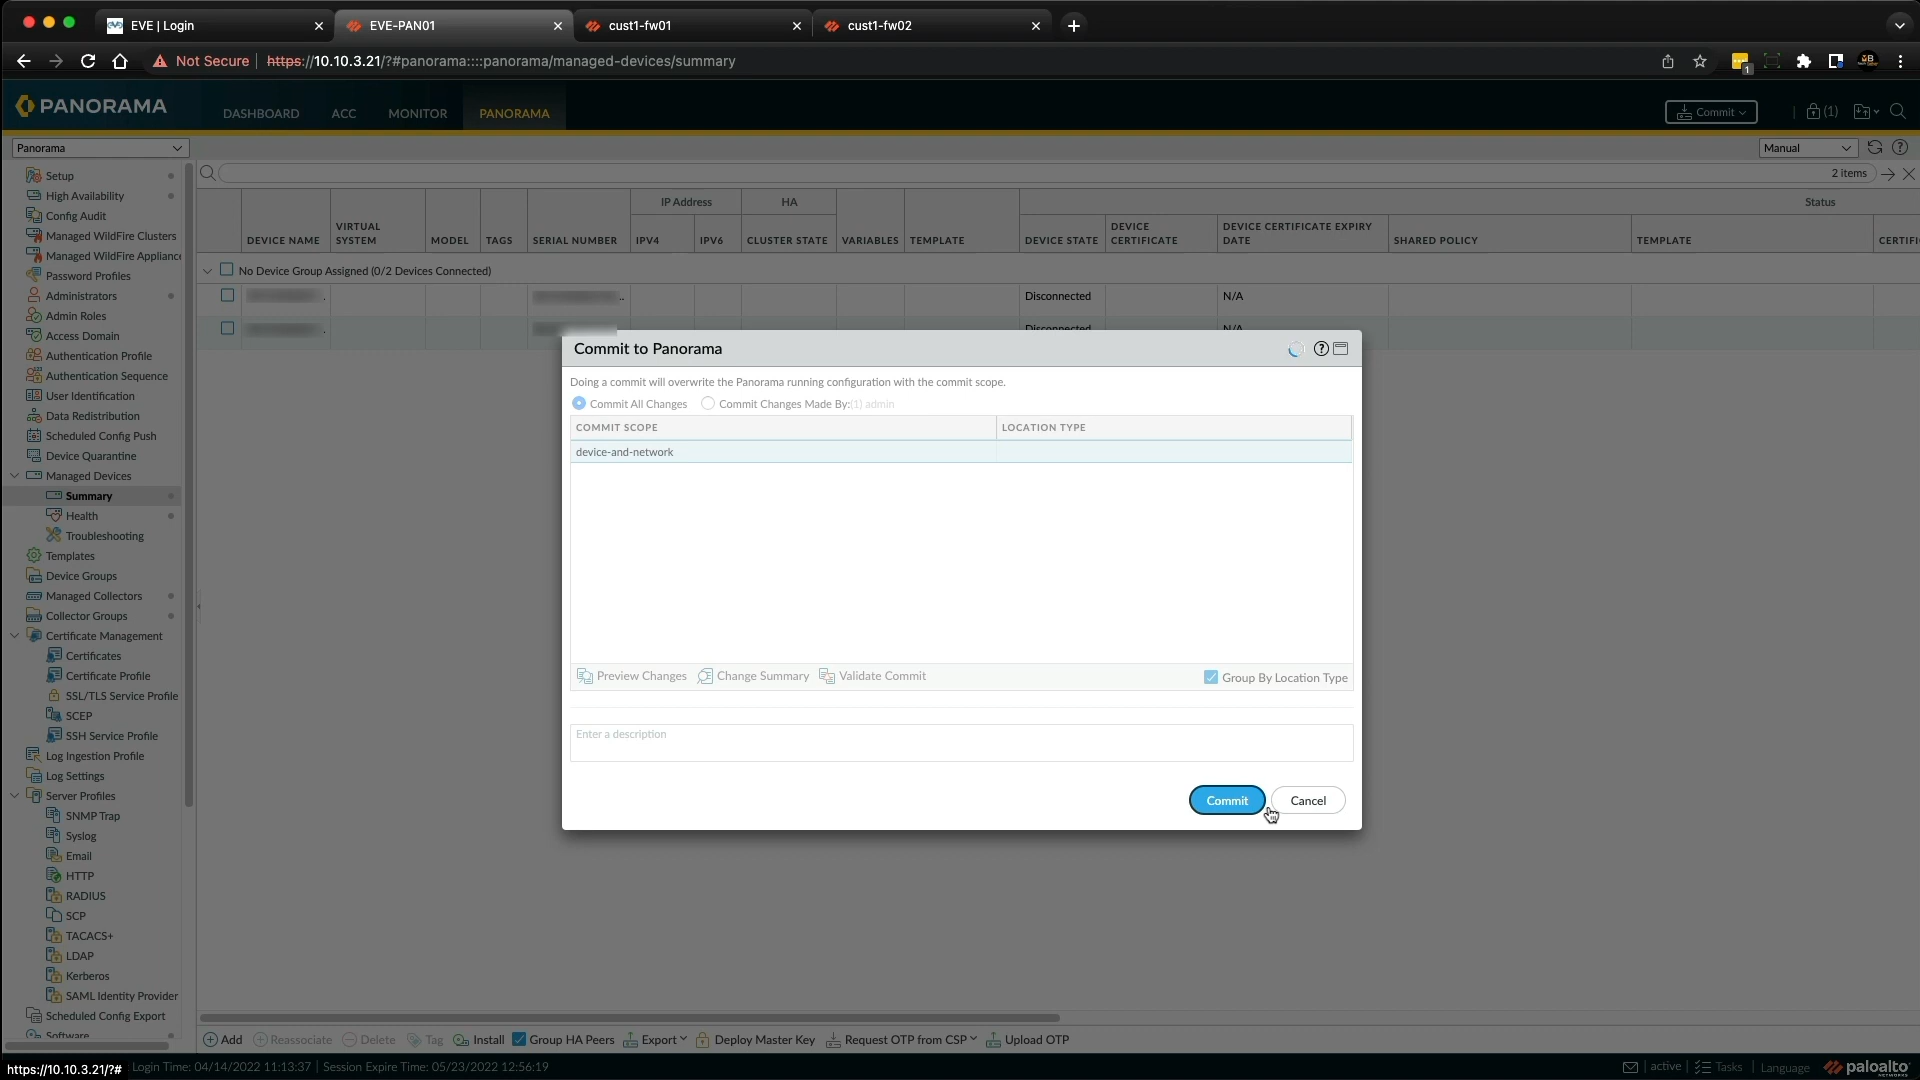 EVE | Login
EVE-PAN01
cust1-fw01
cust1-fw02
Not Secure
https://10.10.3.21/?#panorama::::panorama/managed-devices/summary
1
PANORAMA
DASHBOARD
ACC
MONITOR
PANORAMA
Commit
(1)
Panorama
Manual
2 items
Setup
High Availability
Config Audit
Managed WildFire Clusters
Managed WildFire Appliance
Password Profiles
Administrators
Admin Roles
Access Domain
Authentication Profile
Authentication Sequence
User Identification
Data Redistribution
Scheduled Config Push
Device Quarantine
Managed Devices
Summary
Health
Troubleshooting
Templates
Device Groups
Managed Collectors
Collector Groups
Certificate Management
Certificates
Certificate Profile
SSL/TLS Service Profile
SCEP
SSH Service Profile
Log Ingestion Profile
Log Settings
Server Profiles
SNMP Trap
Syslog
Email
HTTP
RADIUS
SCP
TACACS+
LDAP
Kerberos
SAML Identity Provider
Scheduled Config Export
Software
IP Address
HA
Status
DEVICE NAME
VIRTUAL SYSTEM
MODEL
TAGS
SERIAL NUMBER
IPV4
IPV6
CLUSTER STATE
VARIABLES
TEMPLATE
DEVICE STATE
DEVICE CERTIFICATE
DEVICE CERTIFICATE EXPIRY DATE
SHARED POLICY
TEMPLATE
CERTIFI
No Device Group Assigned (0/2 Devices Connected)
Disconnected
N/A
Disconnected
N/A
Commit to Panorama
Doing a commit will overwrite the Panorama running configuration with the commit scope.
Commit All Changes
Commit Changes Made By:(1) admin
COMMIT SCOPE
LOCATION TYPE
device-and-network
Preview Changes
Change Summary
Validate Commit
Group By Location Type
Enter a description
Commit
Cancel
Add
Reassociate
Delete
Tag
Install
Group HA Peers
Export
Deploy Master Key
Request OTP from CSP
Upload OTP
https://10.10.3.21/?#
Login Time: 04/14/2022 11:13:37
Session Expire Time: 05/23/2022 12:56:19
active
Tasks
Language
paloalto
NETWORKS